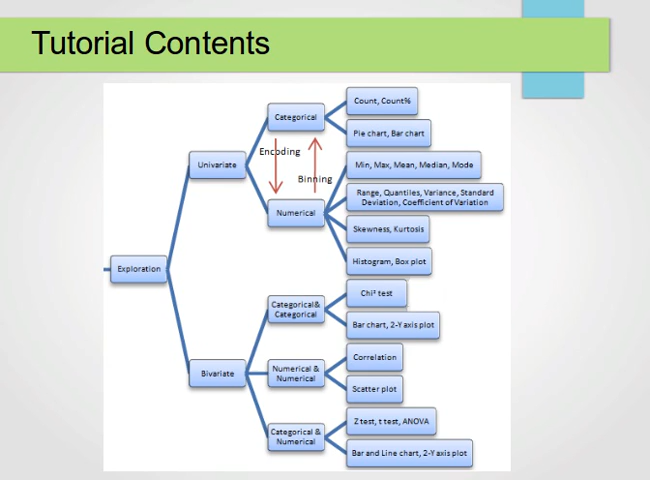 Tutorial Contents
Count, Count%
Categorical
Pie chart, Bar chart
Encoding
Univariate
Min, Max, Mean, Median, Mode
Binning
Range, Quantiles, Variance, Standard
Deviation, Coefficient of Variation
Numerical
Skewness, Kurtosis
Histogram, Box plot
Exploration
Chi² test
Categorical&
Categorical
Bar chart, 2-Y axis plot
Correlation
Bivariate
Numerical &
Numerical
Scatter plot
Z test, t test, ANOVA
Categorical &
Numerical
Bar and Line chart, 2-Y axis plot